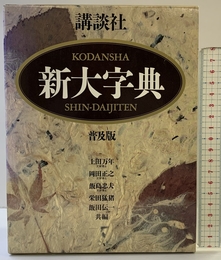 講談社
KODANSHA
新大字典
SHIN-DAIJITEN
普及版
上田万年
岡田正之
飯島忠夫
栄田猛猪
飯田伝一
共編